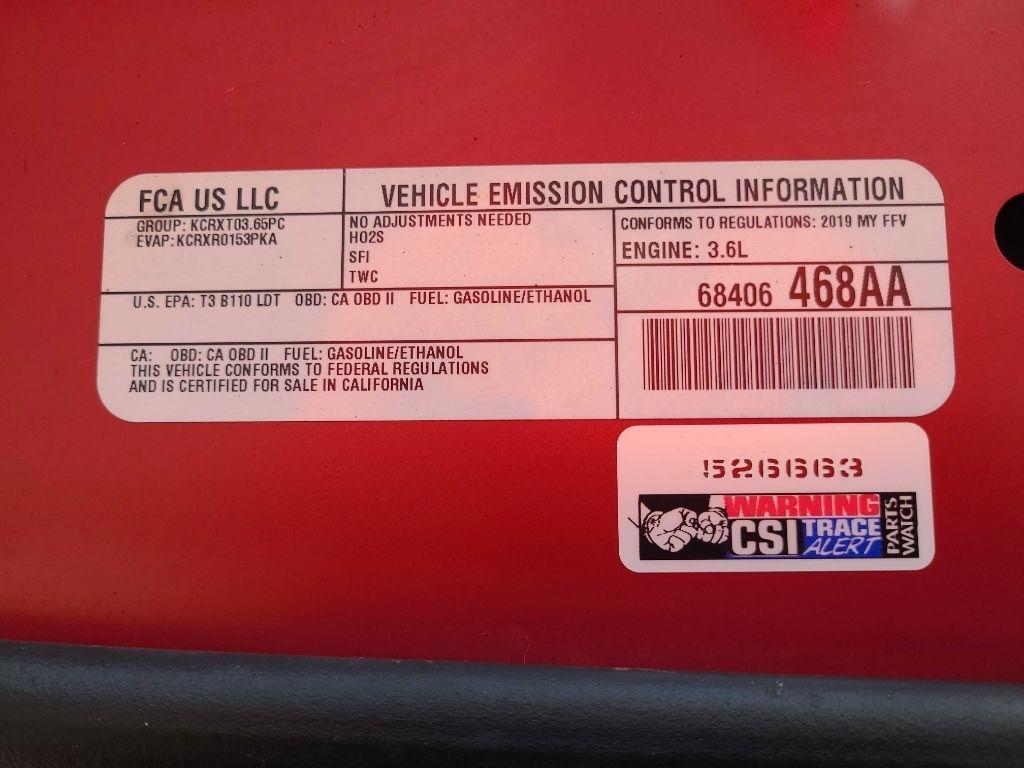 FCA US LLC
VEHICLE EMISSION CONTROL INFORMATION
GROUP: KCRXT03.65PC
EVAP: KCRXR0153PKA
NO ADJUSTMENTS NEEDED
HO2S
SFI
TWC
CONFORMS TO REGULATIONS: 2019 MY FFV
ENGINE: 3.6L
68406 468AA
U.S. EPA: T3 B110 LDT OBD: CA OBD II FUEL: GASOLINE/ETHANOL
CA: OBD: CA OBD II FUEL: GASOLINE/ETHANOL
THIS VEHICLE CONFORMS TO FEDERAL REGULATIONS
AND IS CERTIFIED FOR SALE IN CALIFORNIA
526663
WARNING
CSI TRACE
ALERT
PARTS
WATCH